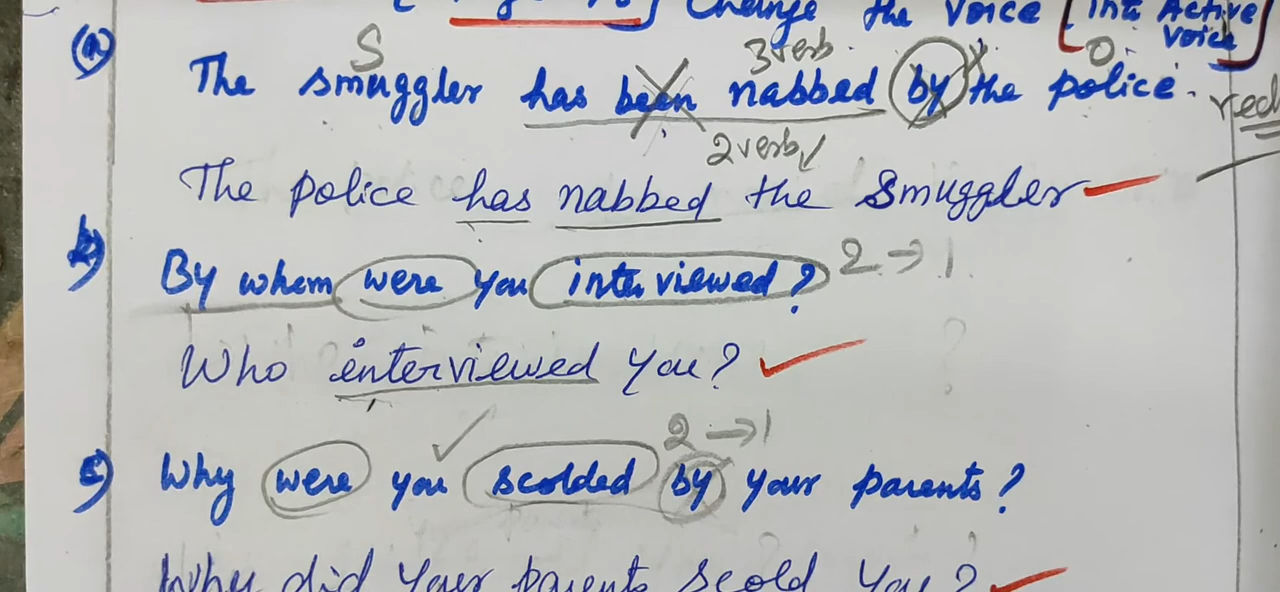 Change the Voice [Into Active
Voice]
(a) S 3verb. O
The smuggler has been nabbed by the police.
2verb
The police has nabbed the smuggler
b) By whom were you interviewed? 2→1
Who interviewed you?
2→1
c) Why were you scolded by your parents?
Why did your parents scold you?